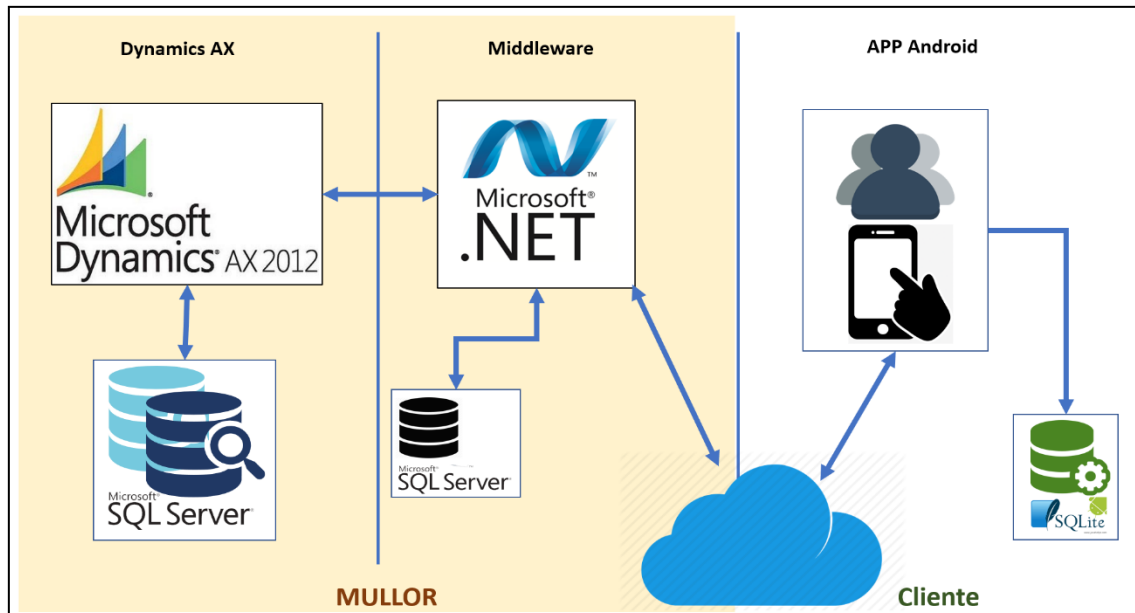 Dynamics AX
Middleware
APP Android
Microsoft®
Dynamics® AX 2012
Microsoft®
.NET
™
Microsoft®
SQL Server®
Microsoft®
SQL Server®
SQLite
MULLOR
Cliente